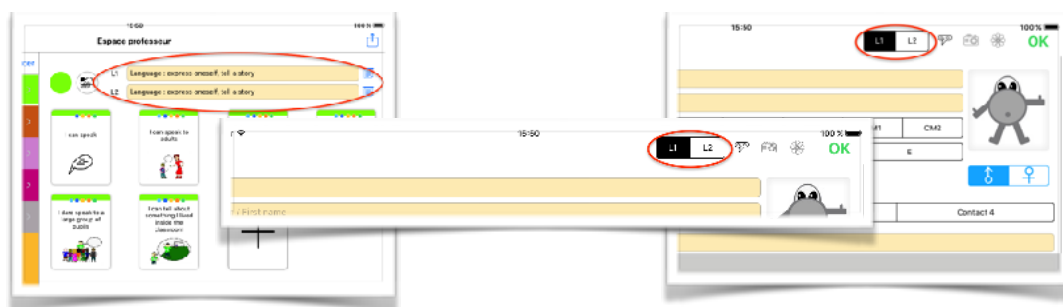 15:50
100 %
Espace professeur
L1
Language : express oneself, tell a story
L2
Language : express oneself, tell a story
I can speak
I can speak to
adults
I dare speak to a
large group of
pupils
I can tell about
something I lived
inside the
classroom
15:50
100 %
L1
L2
OK
/ First name
15:50
100 %
L1
L2
OK
M1
CM2
E
Contact 4